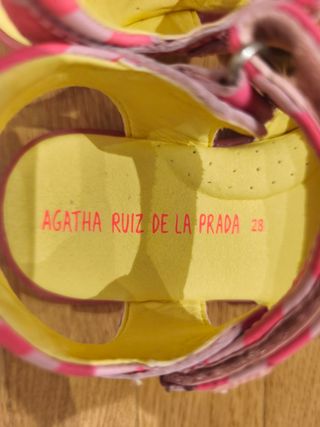 AGATHA RUIZ DE LA PRADA 28